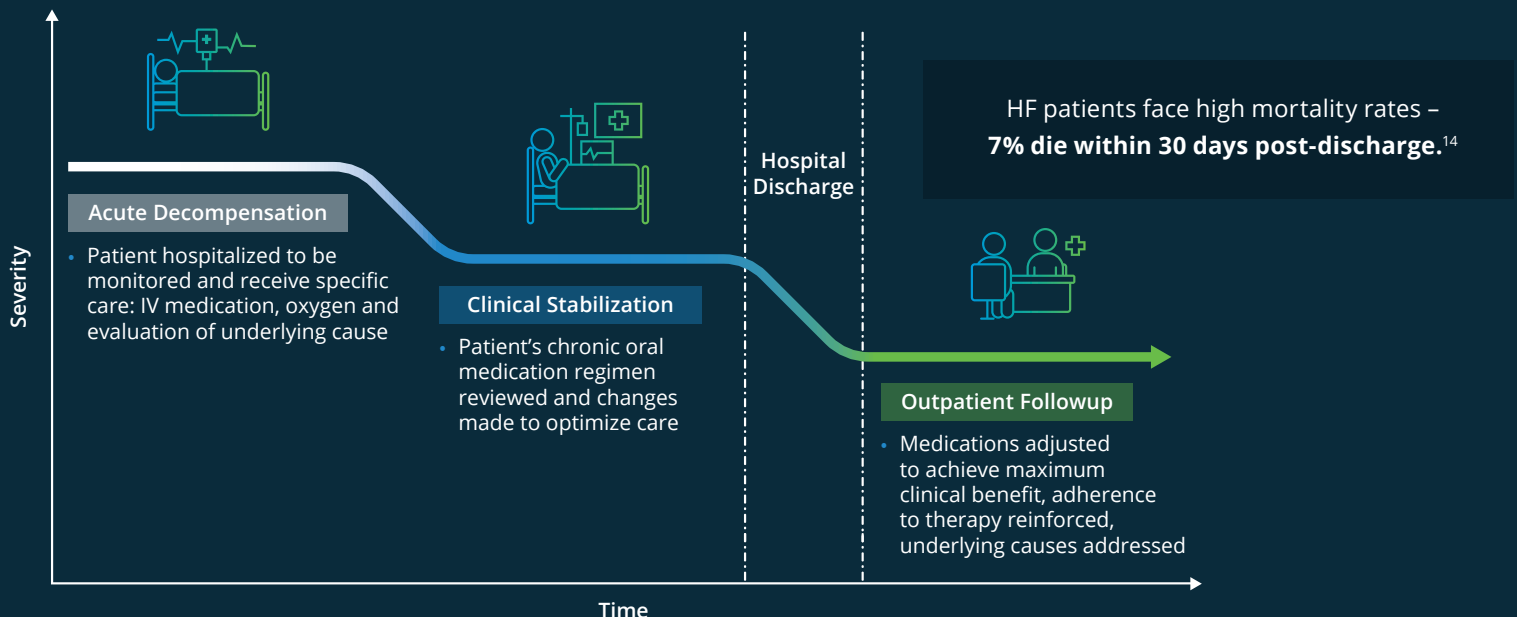 HF patients face high mortality rates –
7% die within 30 days post-discharge.14
Hospital
Discharge
Acute Decompensation
• Patient hospitalized to be
monitored and receive specific
care: IV medication, oxygen and
evaluation of underlying cause
Clinical Stabilization
• Patient’s chronic oral
medication regimen
reviewed and changes
made to optimize care
Outpatient Followup
• Medications adjusted
to achieve maximum
clinical benefit, adherence
to therapy reinforced,
underlying causes addressed
Severity
Time